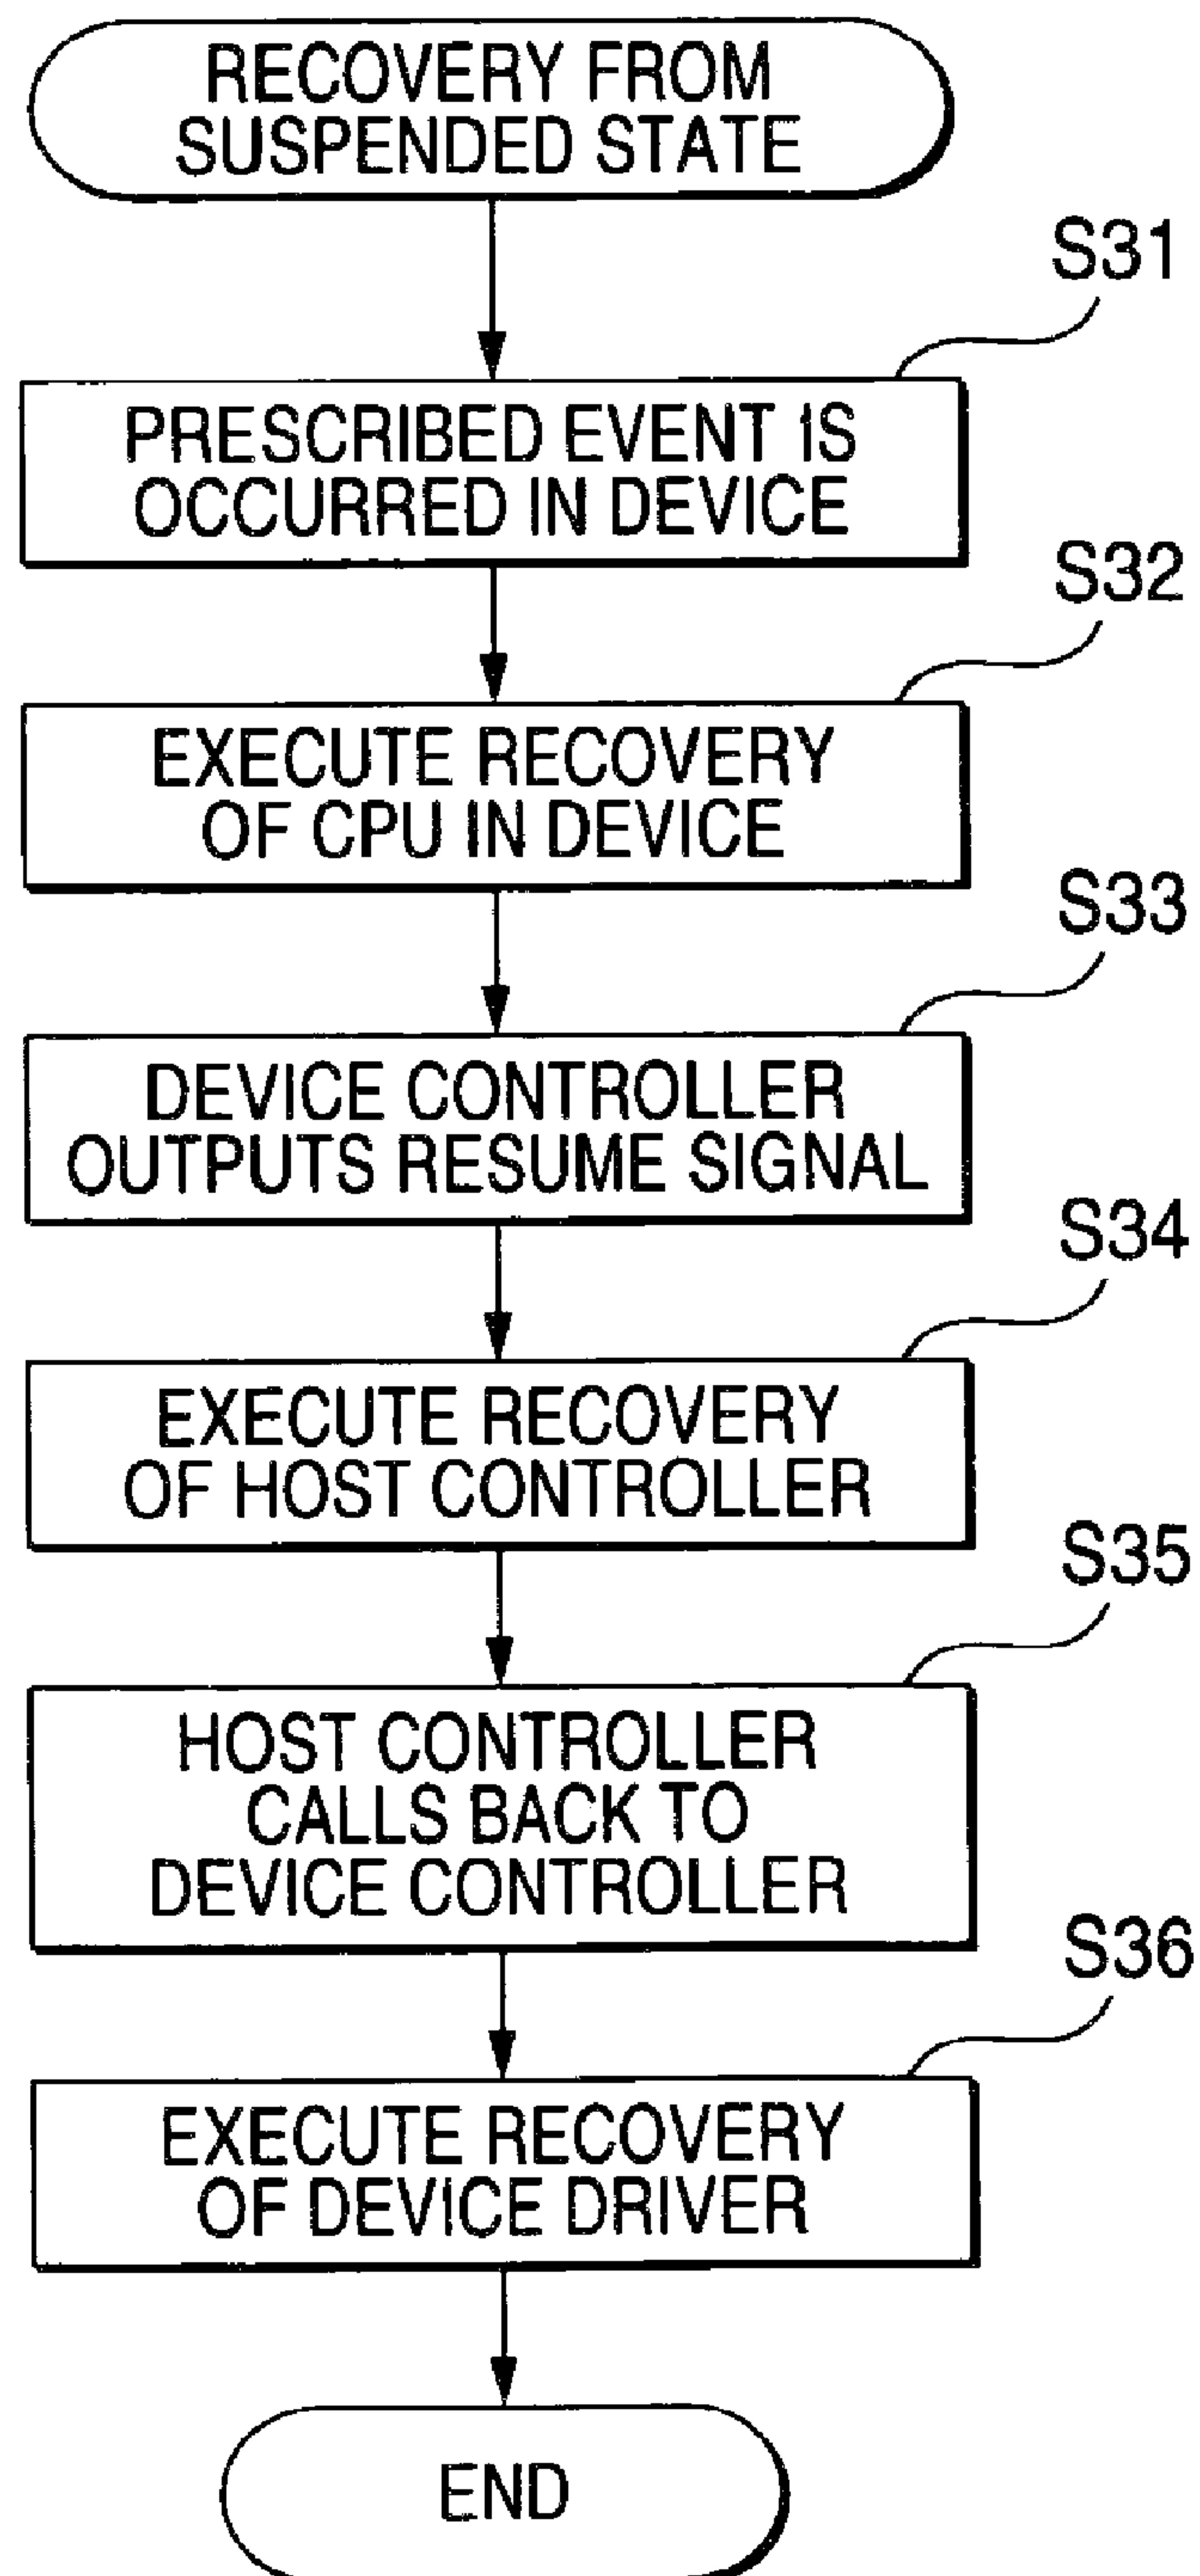 RECOVERY FROM
SUSPENDED STATE
S31
PRESCRIBED EVENT IS
OCCURRED IN DEVICE
S32
EXECUTE RECOVERY
OF CPU IN DEVICE
S33
DEVICE CONTROLLER
OUTPUTS RESUME SIGNAL
S34
EXECUTE RECOVERY
OF HOST CONTROLLER
S35
HOST CONTROLLER
CALLS BACK TO
DEVICE CONTROLLER
S36
EXECUTE RECOVERY
OF DEVICE DRIVER
END